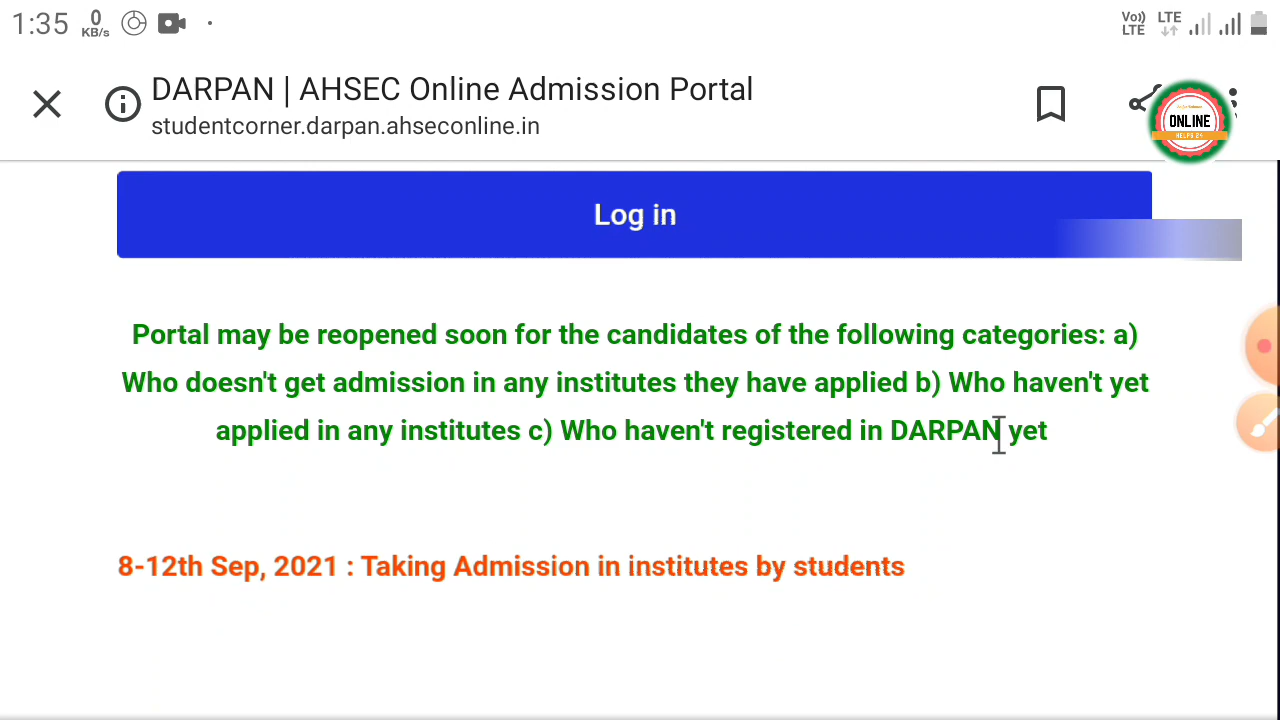 1:35 0 KB/s Vo)) LTE LTE
DARPAN | AHSEC Online Admission Portal
studentcorner.darpan.ahseconline.in
ONLINE
HELPS 24
Log in
Portal may be reopened soon for the candidates of the following categories: a)
Who doesn't get admission in any institutes they have applied b) Who haven't yet
applied in any institutes c) Who haven't registered in DARPAN yet
8-12th Sep, 2021 : Taking Admission in institutes by students